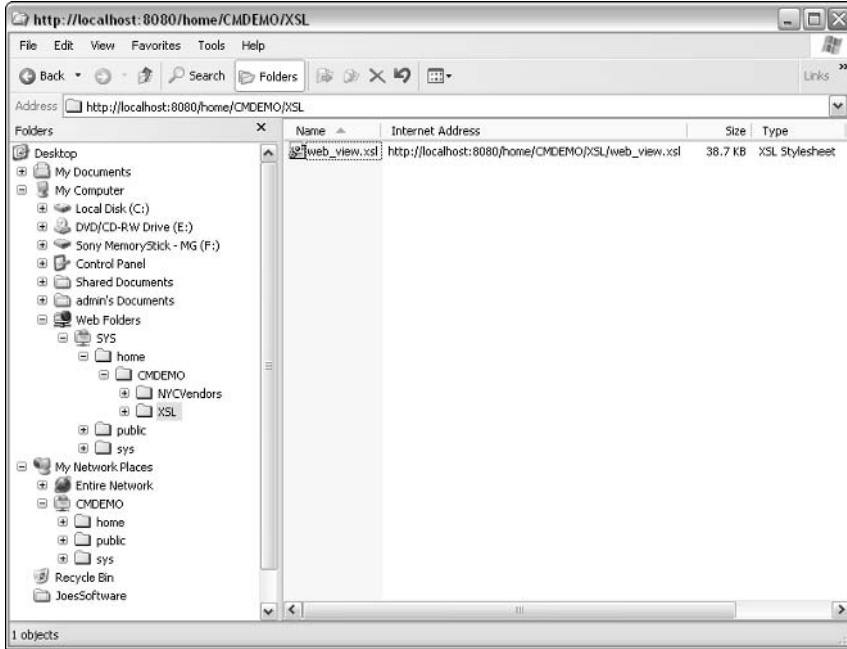 http://localhost:8080/home/CMDEMO/XSL
File Edit View Favorites Tools Help
Back Search Folders Links »
Address http://localhost:8080/home/CMDEMO/XSL
Folders x Name Internet Address Size Type
web_view.xsl http://localhost:8080/home/CMDEMO/XSL/web_view.xsl 38.7 KB XSL Stylesheet
Desktop
My Documents
My Computer
Local Disk (C:)
DVD/CD-RW Drive (E:)
Sony MemoryStick - MG (F:)
Control Panel
Shared Documents
admin's Documents
Web Folders
SYS
home
CMDEMO
NYCVendors
XSL
public
sys
My Network Places
Entire Network
CMDEMO
home
public
sys
Recycle Bin
JoesSoftware
1 objects